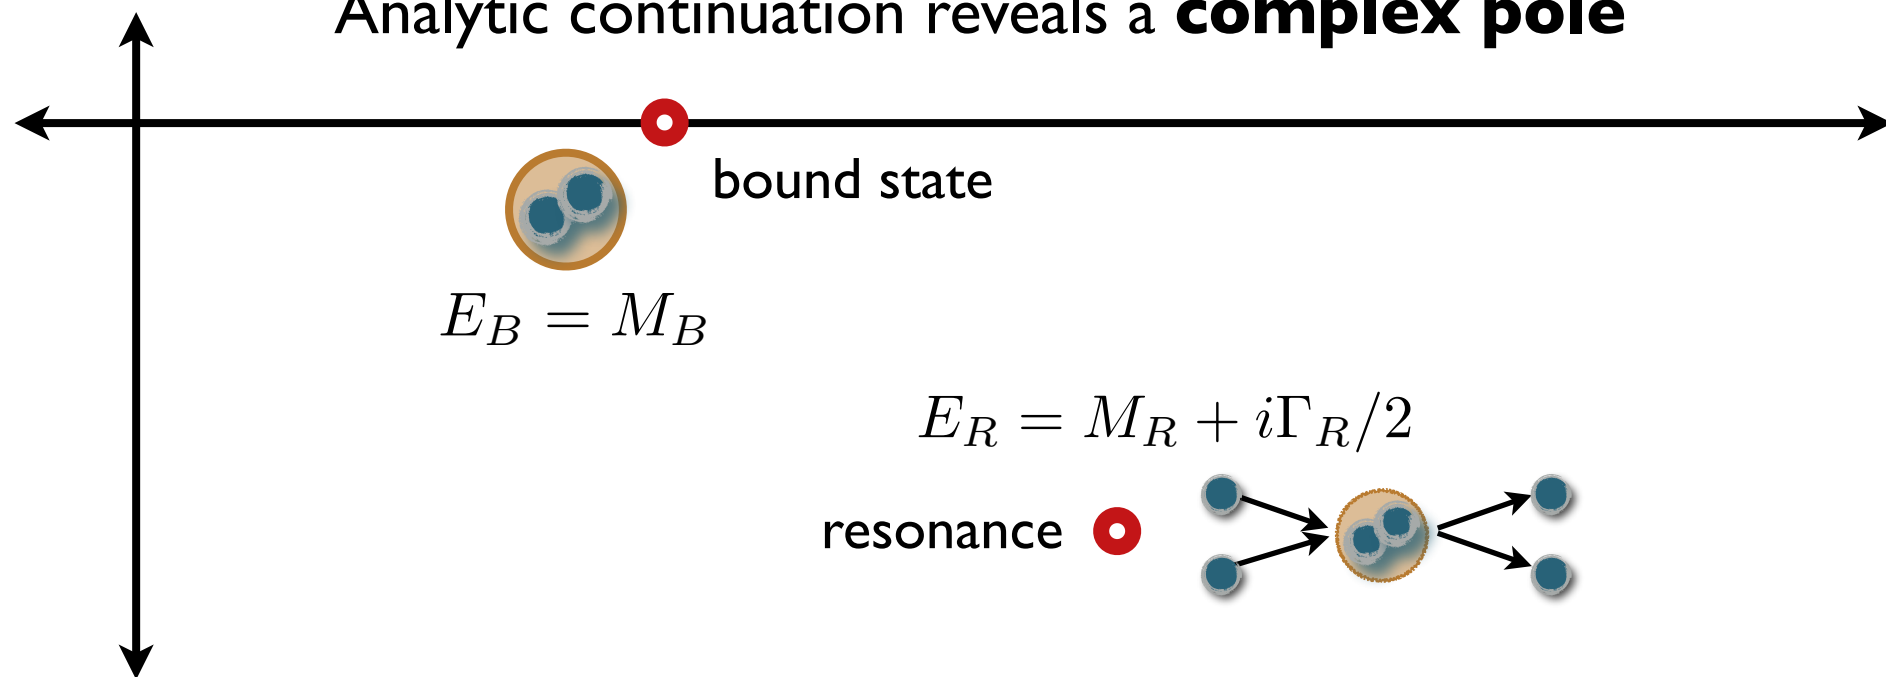 Analytic continuation reveals a complex pole
bound state
E_B = M_B
E_R = M_R + iΓ_R/2
resonance